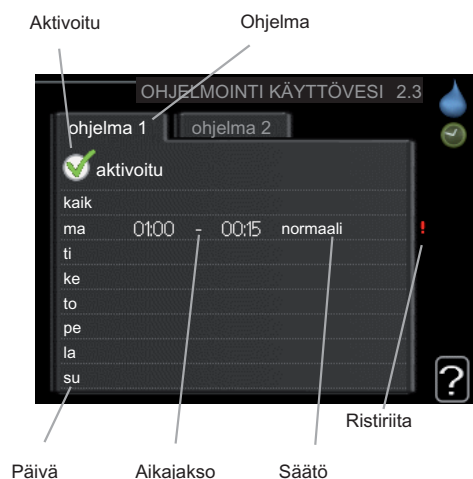 Aktivoitu Ohjelma
OHJELMOINTI KÄYTTÖVESI 2.3
ohjelma 1 ohjelma 2
aktivoitu
kaik
ma 01:00 - 00:15 normaali !
ti
ke
to
pe
la
su
?
Ristiriita
Päivä Aikajakso Säätö